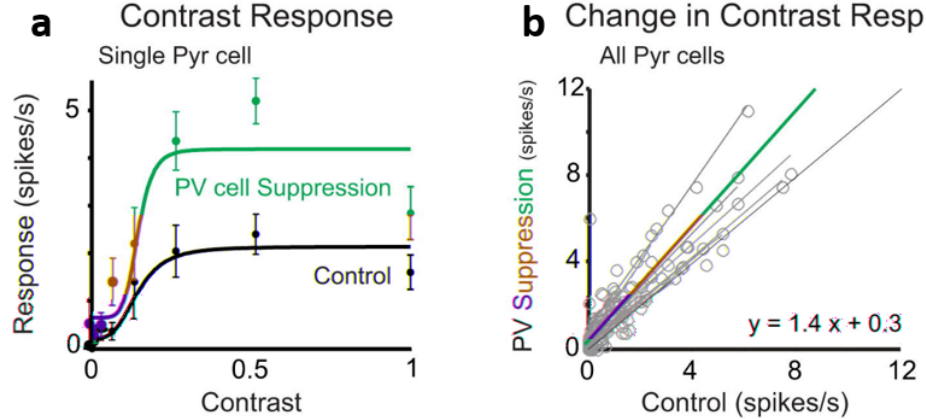 a
Contrast Response
Single Pyr cell
Response (spikes/s)
5
0
PV cell Suppression
Control
0
0.5
1
Contrast
b
Change in Contrast Resp
All Pyr cells
PV Suppression (spikes/s)
12
8
4
0
y = 1.4 x + 0.3
0
4
8
12
Control (spikes/s)